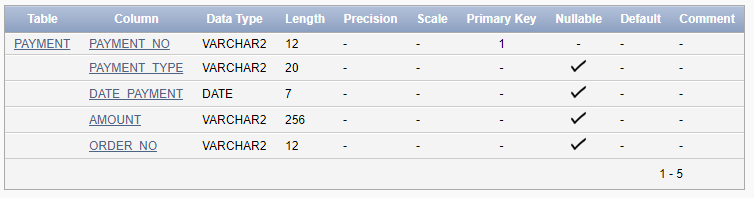 Table Column Data Type Length Precision Scale Primary Key Nullable Default Comment
PAYMENT PAYMENT_NO VARCHAR2 12 - - 1 - - -
PAYMENT_TYPE VARCHAR2 20 - - - ✓ - -
DATE_PAYMENT DATE 7 - - - ✓ - -
AMOUNT VARCHAR2 256 - - - ✓ - -
ORDER_NO VARCHAR2 12 - - - ✓ - -
1 - 5